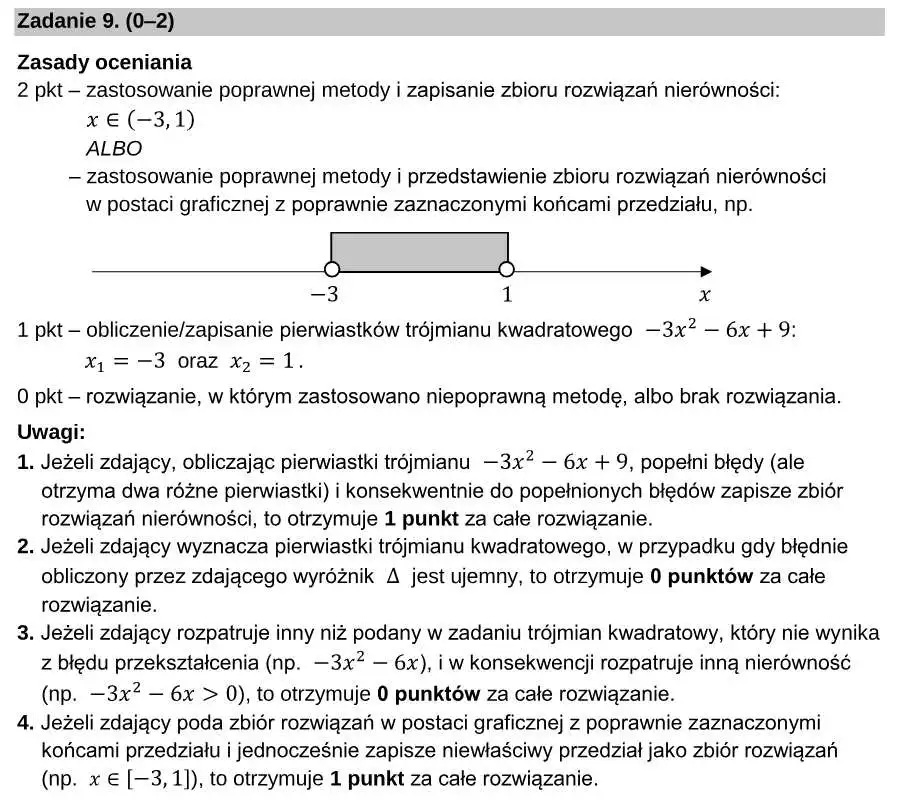 Zadanie 9. (0–2)
Zasady oceniania
2 pkt – zastosowanie poprawnej metody i zapisanie zbioru rozwiązań nierówności:
x ∈ (−3, 1)
ALBO
– zastosowanie poprawnej metody i przedstawienie zbioru rozwiązań nierówności
w postaci graficznej z poprawnie zaznaczonymi końcami przedziału, np.
−3 1 x
1 pkt – obliczenie/zapisanie pierwiastków trójmianu kwadratowego −3x² − 6x + 9:
x₁ = −3 oraz x₂ = 1.
0 pkt – rozwiązanie, w którym zastosowano niepoprawną metodę, albo brak rozwiązania.
Uwagi:
1. Jeżeli zdający, obliczając pierwiastki trójmianu −3x² − 6x + 9, popełni błędy (ale
otrzyma dwa różne pierwiastki) i konsekwentnie do popełnionych błędów zapisze zbiór
rozwiązań nierówności, to otrzymuje 1 punkt za całe rozwiązanie.
2. Jeżeli zdający wyznacza pierwiastki trójmianu kwadratowego, w przypadku gdy błędnie
obliczony przez zdającego wyróżnik Δ jest ujemny, to otrzymuje 0 punktów za całe
rozwiązanie.
3. Jeżeli zdający rozpatruje inny niż podany w zadaniu trójmian kwadratowy, który nie wynika
z błędu przekształcenia (np. −3x² − 6x), i w konsekwencji rozpatruje inną nierówność
(np. −3x² − 6x > 0), to otrzymuje 0 punktów za całe rozwiązanie.
4. Jeżeli zdający poda zbiór rozwiązań w postaci graficznej z poprawnie zaznaczonymi
końcami przedziału i jednocześnie zapisze niewłaściwy przedział jako zbiór rozwiązań
(np. x ∈ [−3, 1]), to otrzymuje 1 punkt za całe rozwiązanie.